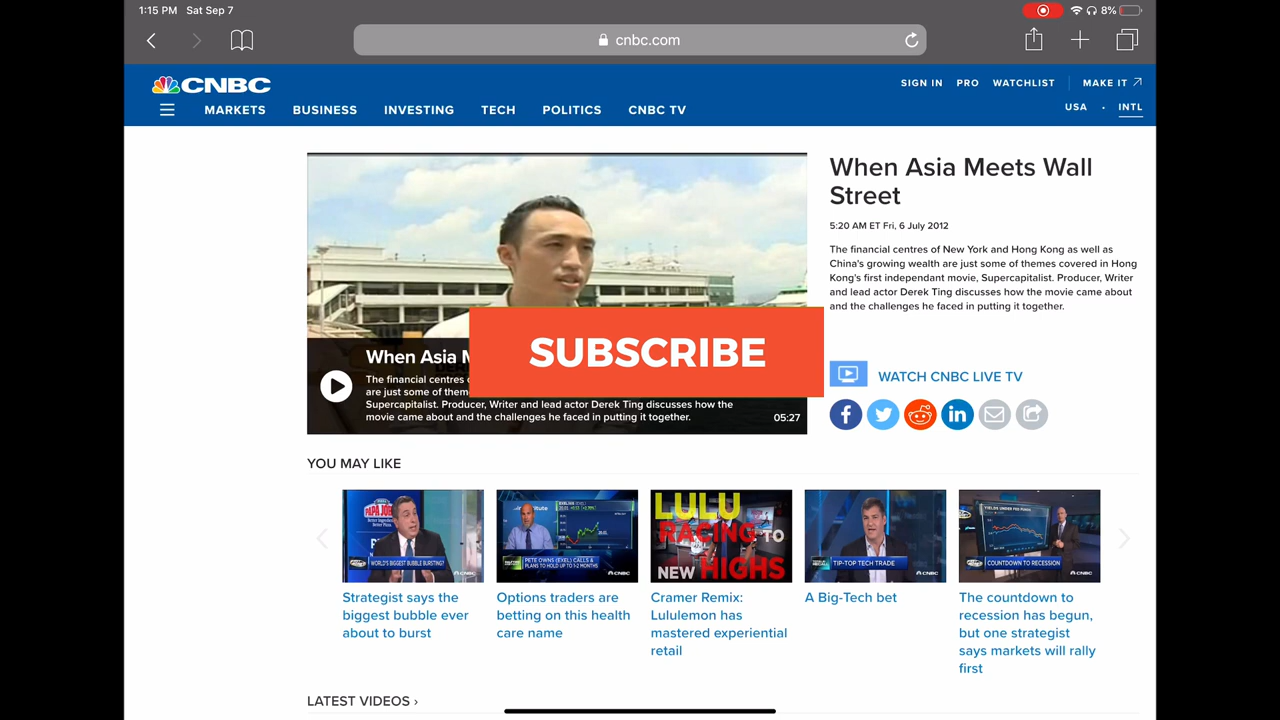 1:15 PM Sat Sep 7
8%
cnbc.com
CNBC
SIGN IN PRO WATCHLIST MAKE IT
MARKETS BUSINESS INVESTING TECH POLITICS CNBC TV
USA · INTL
When Asia Meets Wall
Street
5:20 AM ET Fri, 6 July 2012
The financial centres of New York and Hong Kong as well as
China's growing wealth are just some of themes covered in Hong
Kong's first independant movie, Supercapitalist. Producer, Writer
and lead actor Derek Ting discusses how the movie came about
and the challenges he faced in putting it together.
SUBSCRIBE
When Asia M
The financial centres
are just some of them
Supercapitalist. Producer, Writer and lead actor Derek Ting discusses how the
movie came about and the challenges he faced in putting it together.
05:27
WATCH CNBC LIVE TV
YOU MAY LIKE
PAPA JO
WORLD'S BIGGEST BUBBLE BURSTING?
CNBC
PETE OWNS (EXEL) CALLS &
PLANS TO HOLD UP TO 1-2 MONTHS
CNBC
LULU
RACING TO
NEW HIGHS
TIP-TOP TECH TRADE
CNBC
COUNTDOWN TO RECESSION
CNBC
Strategist says the
biggest bubble ever
about to burst
Options traders are
betting on this health
care name
Cramer Remix:
Lululemon has
mastered experiential
retail
A Big-Tech bet
The countdown to
recession has begun,
but one strategist
says markets will rally
first
LATEST VIDEOS ›